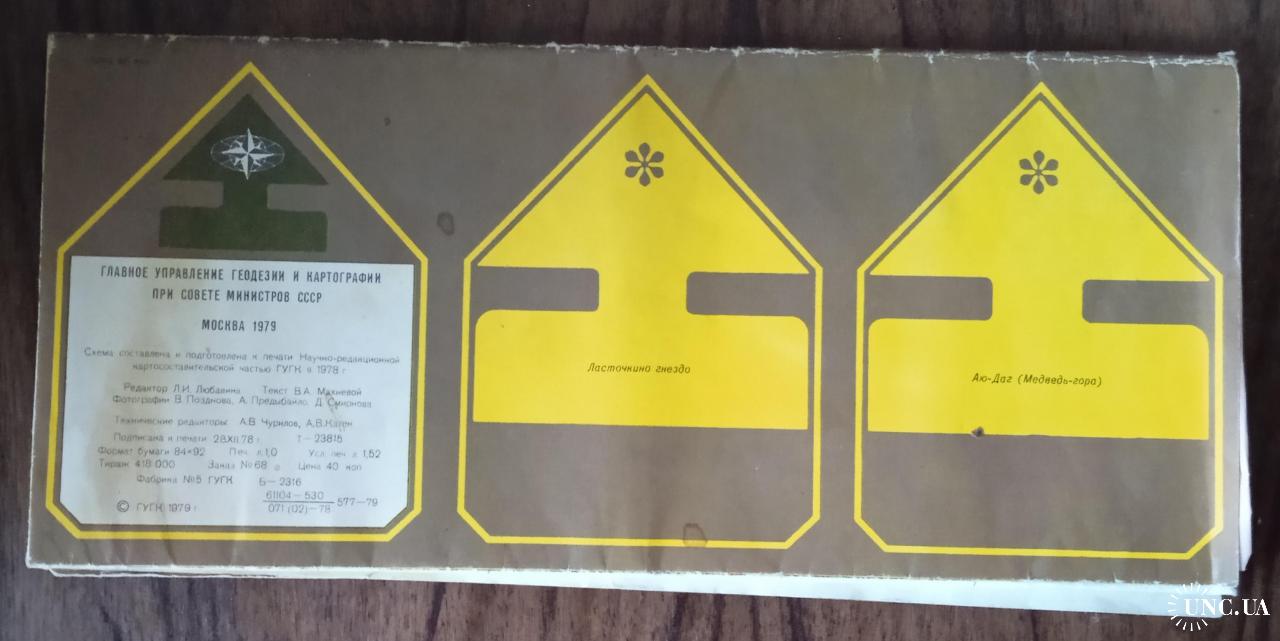 ГЛАВНОЕ УПРАВЛЕНИЕ ГЕОДЕЗИИ И КАРТОГРАФИИ
ПРИ СОВЕТЕ МИНИСТРОВ СССР
МОСКВА 1979
Схема составлена и подготовлена к печати Научно-редакционной
картосоставительской частью ГУГК в 1978 г.
Редактор Л.И. Любавина Текст В.А. Махневой
Фотографии В. Позднова, А. Предыбайло, Д. Смирнова
Технические редакторы: А.В. Чурилов, А.В.
Подписана к печати 28.XII.78 г. Т-23815
Формат бумаги 84×92 Печ. л. 1,0 Усл. печ. л. 1,52
Тираж 418 000 Заказ №68 Цена 40 коп
Фабрика №5 ГУГК Б-2316
61104-530
071(02)-78
577-79
© ГУГК 1979 г.
Ласточкино гнездо
Аю-Даг (Медведь-гора)
UNC.UA